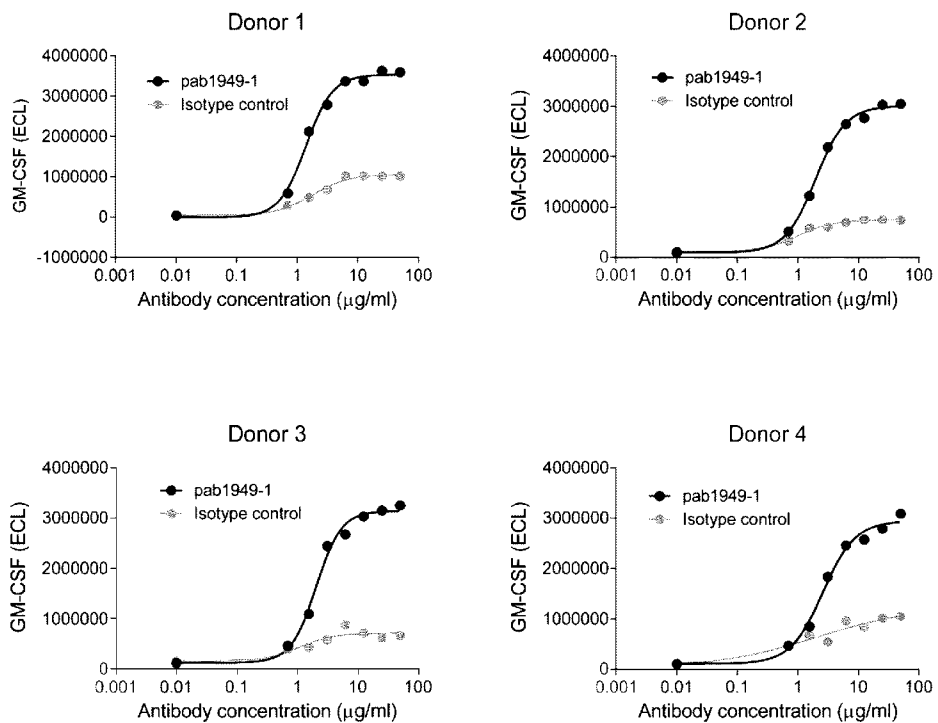 Donor 1
4000000
3000000
2000000
1000000
0
-1000000
GM-CSF (ECL)
pab1949-1
Isotype control
0.001 0.01 0.1 1 10 100
Antibody concentration (μg/ml)
Donor 2
4000000
3000000
2000000
1000000
0
GM-CSF (ECL)
pab1949-1
Isotype control
0.001 0.01 0.1 1 10 100
Antibody concentration (μg/ml)
Donor 3
4000000
3000000
2000000
1000000
0
GM-CSF (ECL)
pab1949-1
Isotype control
0.001 0.01 0.1 1 10 100
Antibody concentration (μg/ml)
Donor 4
4000000
3000000
2000000
1000000
0
GM-CSF (ECL)
pab1949-1
Isotype control
0.001 0.01 0.1 1 10 100
Antibody concentration (μg/ml)